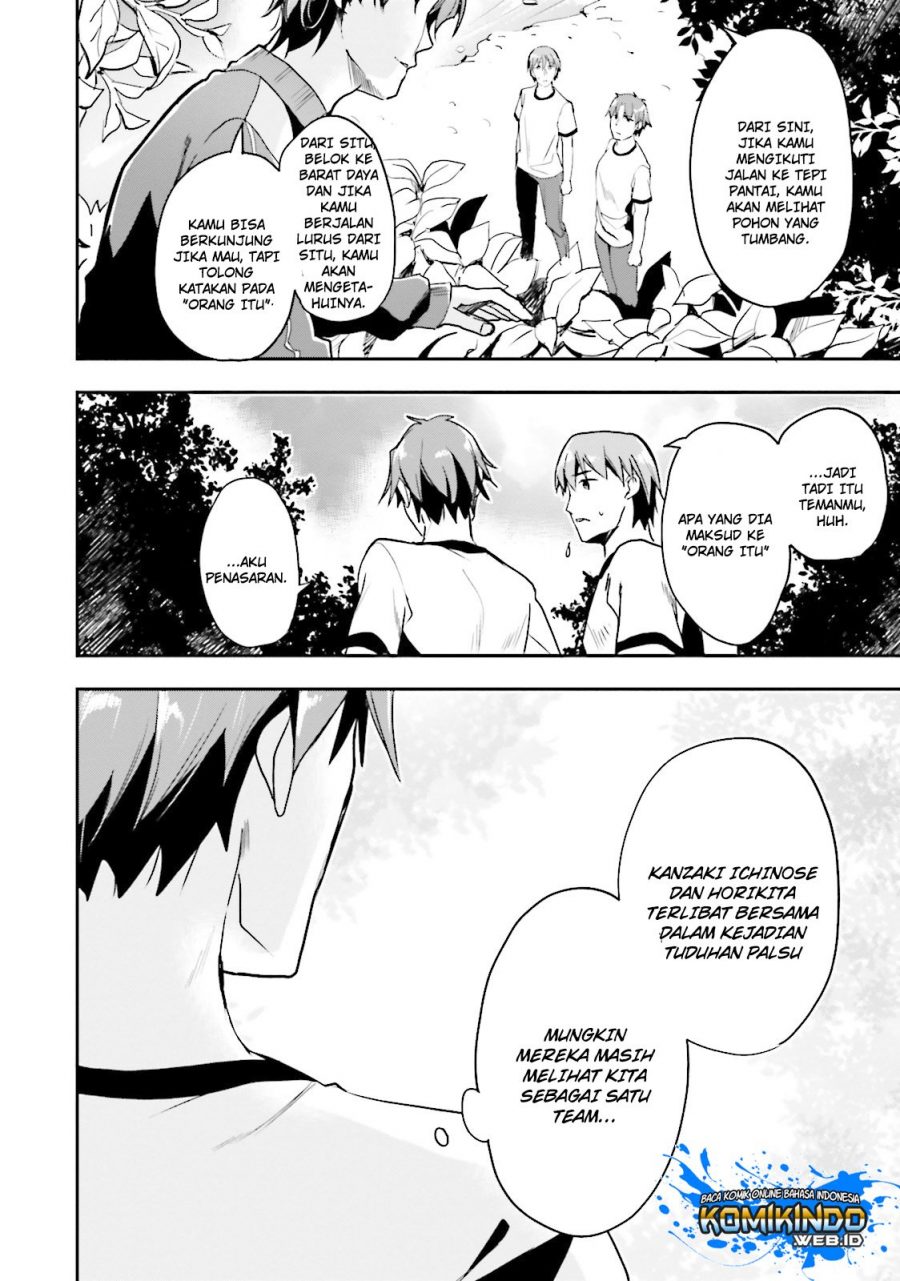 DARI SINI,
JIKA KAMU
MENGIKUTI
JALAN KE TEPI
PANTAI, KAMU
AKAN MELIHAT
POHON YANG
TUMBANG.
DARI SITU,
BELOK KE
BARAT DAYA
DAN JIKA
KAMU
BERJALAN
LURUS DARI
SITU, KAMU
AKAN
MENGETA-
HUINYA.
KAMU BISA
BERKUNJUNG
JIKA MAU, TAPI
TOLONG
KATAKAN PADA
"ORANG ITU".
...JADI
TADI ITU
TEMANMU,
HUH.
APA YANG DIA
MAKSUD KE
"ORANG ITU"
...AKU
PENASARAN.
KANZAKI ICHINOSE
DAN HORIKITA
TERLIBAT BERSAMA
DALAM KEJADIAN
TUDUHAN PALSU
MUNGKIN
MEREKA MASIH
MELIHAT KITA
SEBAGAI SATU
TEAM...
BACA KOMIK ONLINE BAHASA INDONESIA
KOMIKINDO
.WEB.ID